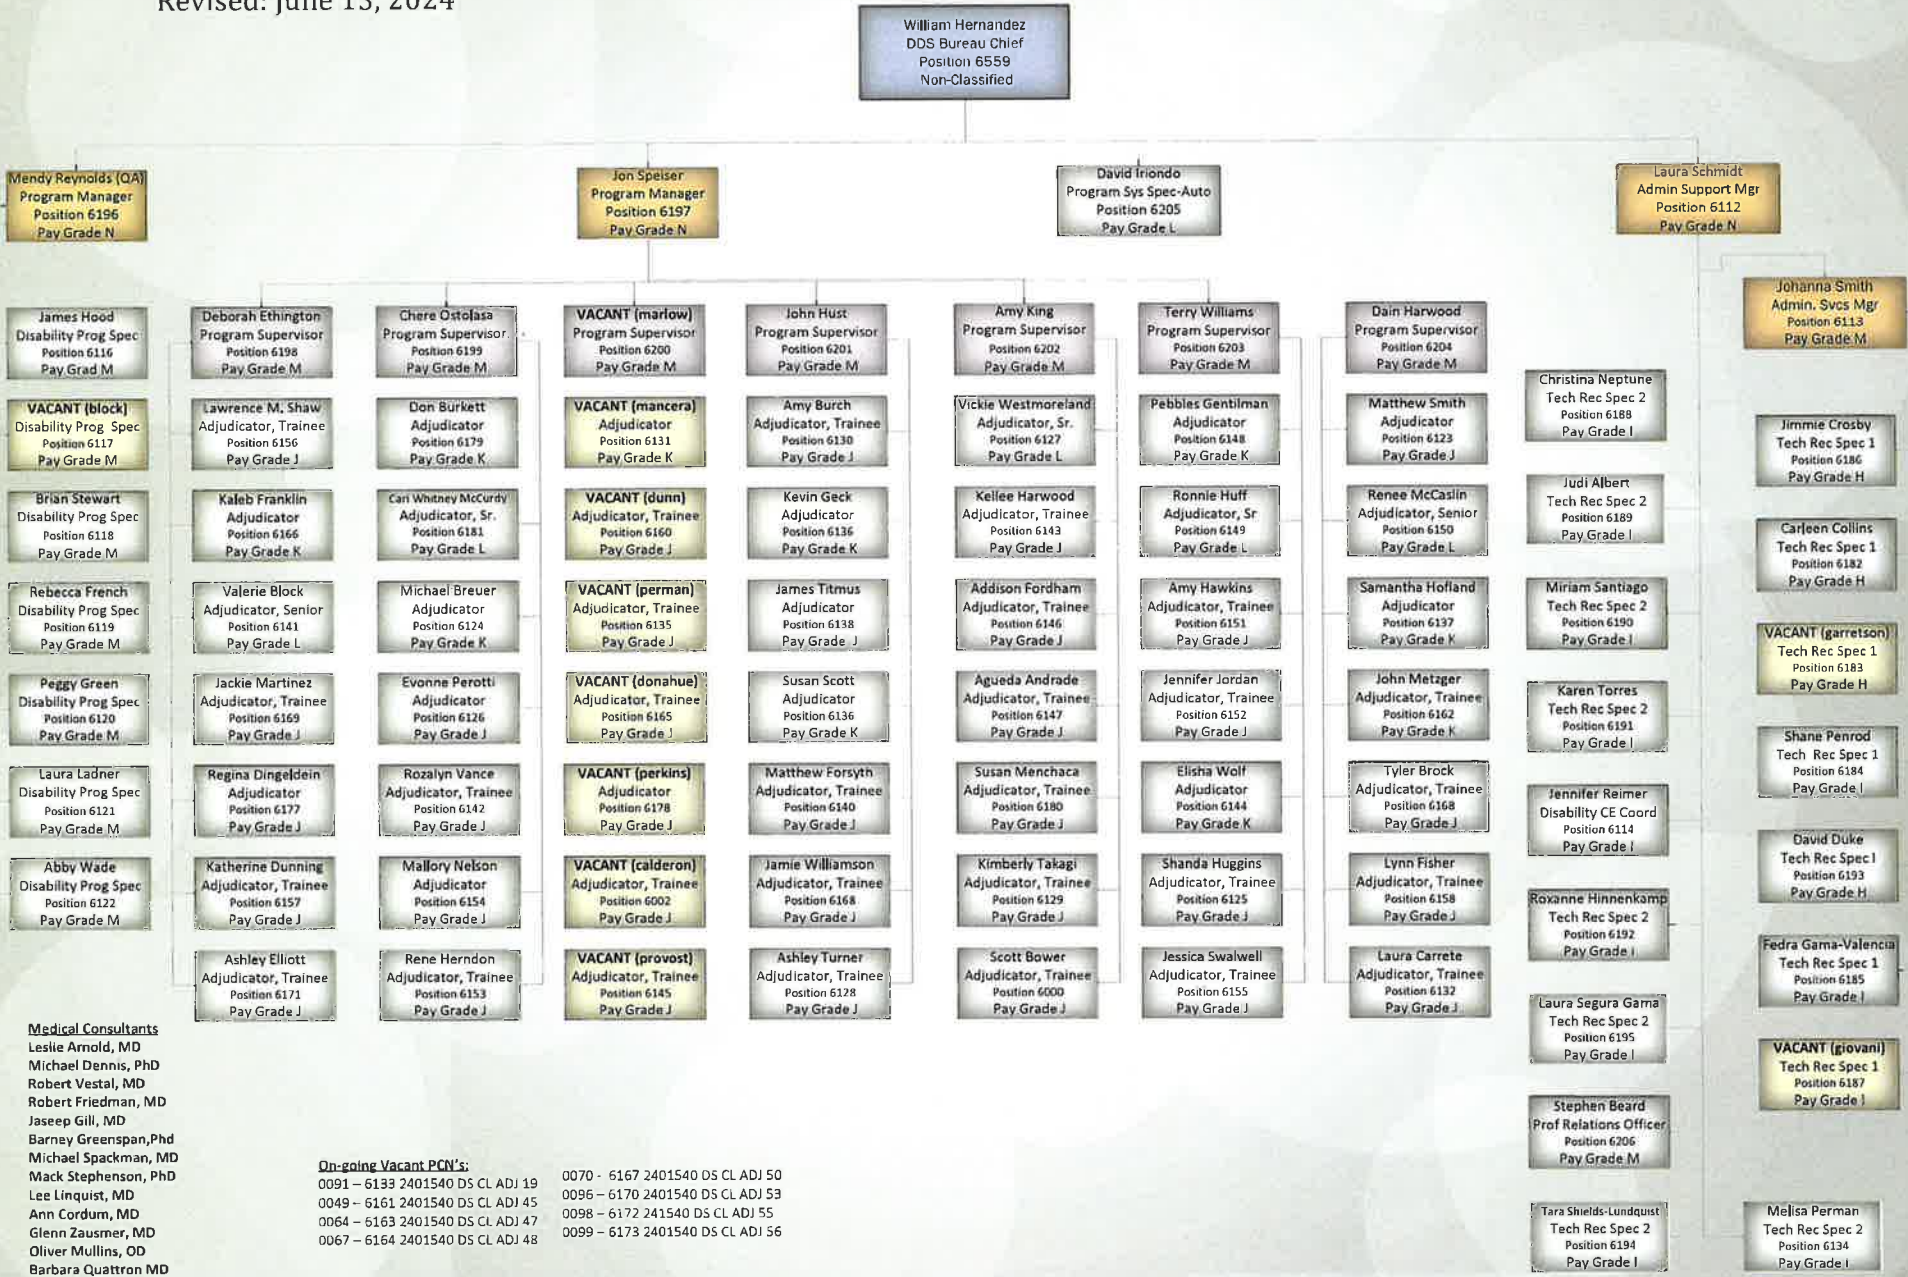 Revised: June 13, 2024
William Hernandez
DDS Bureau Chief
Position 6559
Non-Classified
Mendy Reynolds (QA)
Program Manager
Position 6196
Pay Grade N
Jon Speiser
Program Manager
Position 6197
Pay Grade N
David Iriondo
Program Sys Spec-Auto
Position 6205
Pay Grade L
Laura Schmidt
Admin Support Mgr
Position 6112
Pay Grade N
James Hood
Disability Prog Spec
Position 6116
Pay Grad M
VACANT (block)
Disability Prog Spec
Position 6117
Pay Grade M
Brian Stewart
Disability Prog Spec
Position 6118
Pay Grade M
Rebecca French
Disability Prog Spec
Position 6119
Pay Grade M
Peggy Green
Disability Prog Spec
Position 6120
Pay Grade M
Laura Ladner
Disability Prog Spec
Position 6121
Pay Grade M
Abby Wade
Disability Prog Spec
Position 6122
Pay Grade M
Deborah Ethington
Program Supervisor
Position 6198
Pay Grade M
Lawrence M. Shaw
Adjudicator, Trainee
Position 6156
Pay Grade J
Kaleb Franklin
Adjudicator
Position 6166
Pay Grade K
Valerie Block
Adjudicator, Senior
Position 6141
Pay Grade L
Jackie Martinez
Adjudicator, Trainee
Position 6169
Pay Grade J
Regina Dingeldein
Adjudicator
Position 6177
Pay Grade J
Katherine Dunning
Adjudicator, Trainee
Position 6157
Pay Grade J
Ashley Elliott
Adjudicator, Trainee
Position 6171
Pay Grade J
Chere Ostolasa
Program Supervisor
Position 6199
Pay Grade M
Don Burkett
Adjudicator
Position 6179
Pay Grade K
Cari Whitney McCurdy
Adjudicator, Sr.
Position 6181
Pay Grade L
Michael Breuer
Adjudicator
Position 6124
Pay Grade K
Evonne Perotti
Adjudicator
Position 6126
Pay Grade J
Rozalyn Vance
Adjudicator, Trainee
Position 6142
Pay Grade J
Mallory Nelson
Adjudicator
Position 6154
Pay Grade J
Rene Herndon
Adjudicator, Trainee
Position 6153
Pay Grade J
VACANT (marlow)
Program Supervisor
Position 6200
Pay Grade M
VACANT (mancera)
Adjudicator
Position 6131
Pay Grade K
VACANT (dunn)
Adjudicator, Trainee
Position 6160
Pay Grade J
VACANT (perman)
Adjudicator, Trainee
Position 6135
Pay Grade J
VACANT (donahue)
Adjudicator, Trainee
Position 6165
Pay Grade J
VACANT (perkins)
Adjudicator
Position 6178
Pay Grade J
VACANT (calderon)
Adjudicator, Trainee
Position 6002
Pay Grade J
VACANT (provost)
Adjudicator, Trainee
Position 6145
Pay Grade J
John Hust
Program Supervisor
Position 6201
Pay Grade M
Amy Burch
Adjudicator, Trainee
Position 6130
Pay Grade J
Kevin Geck
Adjudicator
Position 6136
Pay Grade K
James Titmus
Adjudicator
Position 6138
Pay Grade J
Susan Scott
Adjudicator
Position 6136
Pay Grade K
Matthew Forsyth
Adjudicator, Trainee
Position 6140
Pay Grade J
Jamie Williamson
Adjudicator, Trainee
Position 6168
Pay Grade J
Ashley Turner
Adjudicator, Trainee
Position 6128
Pay Grade J
Amy King
Program Supervisor
Position 6202
Pay Grade M
Vickie Westmoreland
Adjudicator, Sr.
Position 6127
Pay Grade L
Kellee Harwood
Adjudicator, Trainee
Position 6143
Pay Grade J
Addison Fordham
Adjudicator, Trainee
Position 6146
Pay Grade J
Agueda Andrade
Adjudicator, Trainee
Position 6147
Pay Grade J
Susan Menchaca
Adjudicator, Trainee
Position 6180
Pay Grade J
Kimberly Takagi
Adjudicator, Trainee
Position 6129
Pay Grade J
Scott Bower
Adjudicator, Trainee
Position 6000
Pay Grade J
Terry Williams
Program Supervisor
Position 6203
Pay Grade M
Pebbles Gentilman
Adjudicator
Position 6148
Pay Grade K
Ronnie Huff
Adjudicator, Sr
Position 6149
Pay Grade L
Amy Hawkins
Adjudicator, Trainee
Position 6151
Pay Grade J
Jennifer Jordan
Adjudicator, Trainee
Position 6152
Pay Grade J
Elisha Wolf
Adjudicator
Position 6144
Pay Grade K
Shanda Huggins
Adjudicator, Trainee
Position 6125
Pay Grade J
Jessica Swalwell
Adjudicator, Trainee
Position 6155
Pay Grade J
Dain Harwood
Program Supervisor
Position 6204
Pay Grade M
Matthew Smith
Adjudicator
Position 6123
Pay Grade J
Renee McCaslin
Adjudicator, Senior
Position 6150
Pay Grade L
Samantha Hofland
Adjudicator
Position 6137
Pay Grade K
John Metzger
Adjudicator, Trainee
Position 6162
Pay Grade K
Tyler Brock
Adjudicator, Trainee
Position 6168
Pay Grade J
Lynn Fisher
Adjudicator, Trainee
Position 6158
Pay Grade J
Laura Carrete
Adjudicator, Trainee
Position 6132
Pay Grade J
Christina Neptune
Tech Rec Spec 2
Position 6188
Pay Grade I
Judi Albert
Tech Rec Spec 2
Position 6189
Pay Grade I
Miriam Santiago
Tech Rec Spec 2
Position 6190
Pay Grade I
Karen Torres
Tech Rec Spec 2
Position 6191
Pay Grade I
Jennifer Reimer
Disability CE Coord
Position 6114
Pay Grade I
Roxanne Hinnenkamp
Tech Rec Spec 2
Position 6192
Pay Grade I
Laura Segura Gama
Tech Rec Spec 2
Position 6195
Pay Grade I
Stephen Beard
Prof Relations Officer
Position 6206
Pay Grade M
Tara Shields-Lundquist
Tech Rec Spec 2
Position 6194
Pay Grade I
Johanna Smith
Admin. Svcs Mgr
Position 6113
Pay Grade M
Jimmie Crosby
Tech Rec Spec 1
Position 6186
Pay Grade H
Carleen Collins
Tech Rec Spec 1
Position 6182
Pay Grade H
VACANT (garretson)
Tech Rec Spec 1
Position 6183
Pay Grade H
Shane Penrod
Tech Rec Spec 1
Position 6184
Pay Grade I
David Duke
Tech Rec Spec I
Position 6193
Pay Grade H
Fedra Gama-Valencia
Tech Rec Spec 1
Position 6185
Pay Grade I
VACANT (giovani)
Tech Rec Spec 1
Position 6187
Pay Grade I
Melisa Perman
Tech Rec Spec 2
Position 6134
Pay Grade I
Medical Consultants
Leslie Arnold, MD
Michael Dennis, PhD
Robert Vestal, MD
Robert Friedman, MD
Jaseep Gill, MD
Barney Greenspan,Phd
Michael Spackman, MD
Mack Stephenson, PhD
Lee Linquist, MD
Ann Cordum, MD
Glenn Zausmer, MD
Oliver Mullins, OD
Barbara Quattron MD
On-going Vacant PCN's:
0091 – 6133 2401540 DS CL ADJ 19
0049 – 6161 2401540 DS CL ADJ 45
0064 – 6163 2401540 DS CL ADJ 47
0067 – 6164 2401540 DS CL ADJ 48
0070 - 6167 2401540 DS CL ADJ 50
0096 – 6170 2401540 DS CL ADJ 53
0098 – 6172 241540 DS CL ADJ 55
0099 – 6173 2401540 DS CL ADJ 56